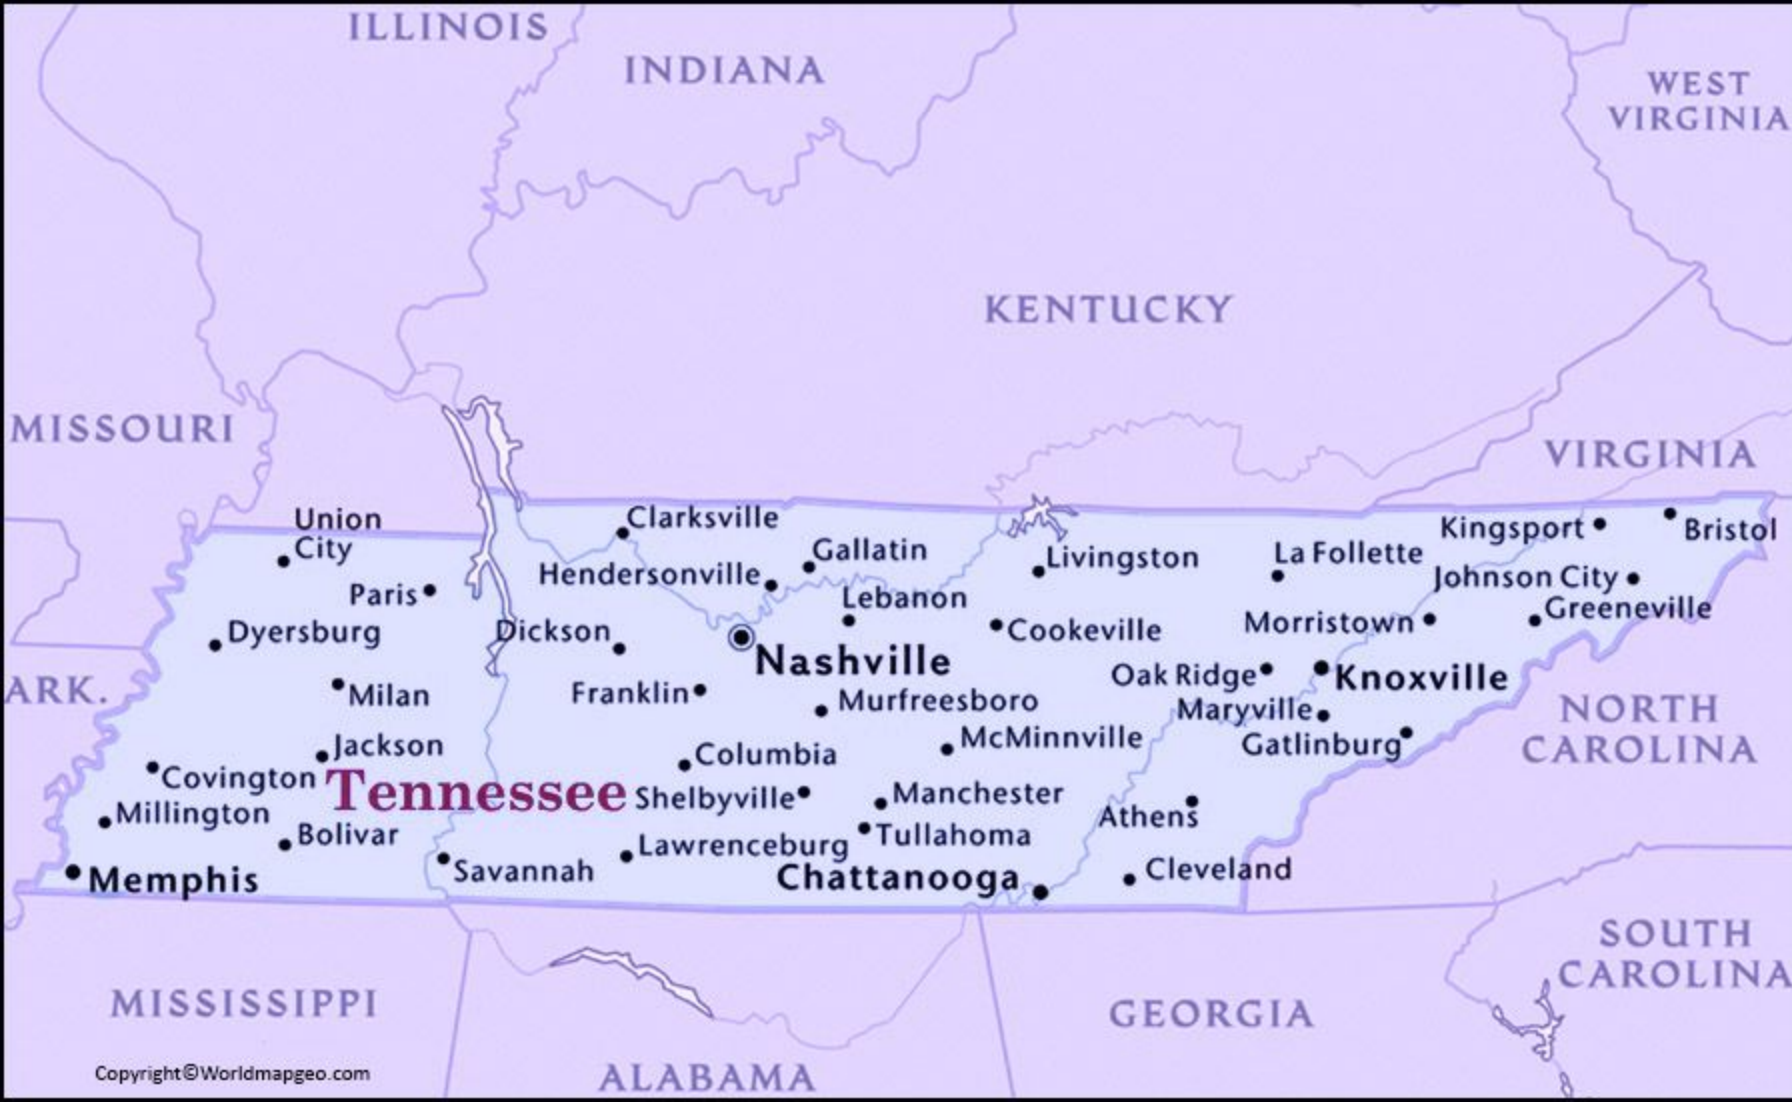 ILLINOIS
INDIANA
WEST
VIRGINIA
KENTUCKY
MISSOURI
VIRGINIA
Union
City
Clarksville
Kingsport
Bristol
Gallatin
Livingston
La Follette
Hendersonville
Johnson City
Paris
Lebanon
Greeneville
Dyersburg
Dickson
Cookeville
Morristown
Nashville
Oak Ridge
Knoxville
ARK.
Milan
Franklin
Murfreesboro
Maryville
NORTH
CAROLINA
Jackson
Columbia
McMinnville
Gatlinburg
Covington
Tennessee
Shelbyville
Manchester
Millington
Athens
Bolivar
Lawrenceburg
Tullahoma
Memphis
Savannah
Chattanooga
Cleveland
SOUTH
CAROLINA
MISSISSIPPI
GEORGIA
ALABAMA
Copyright©Worldmapgeo.com